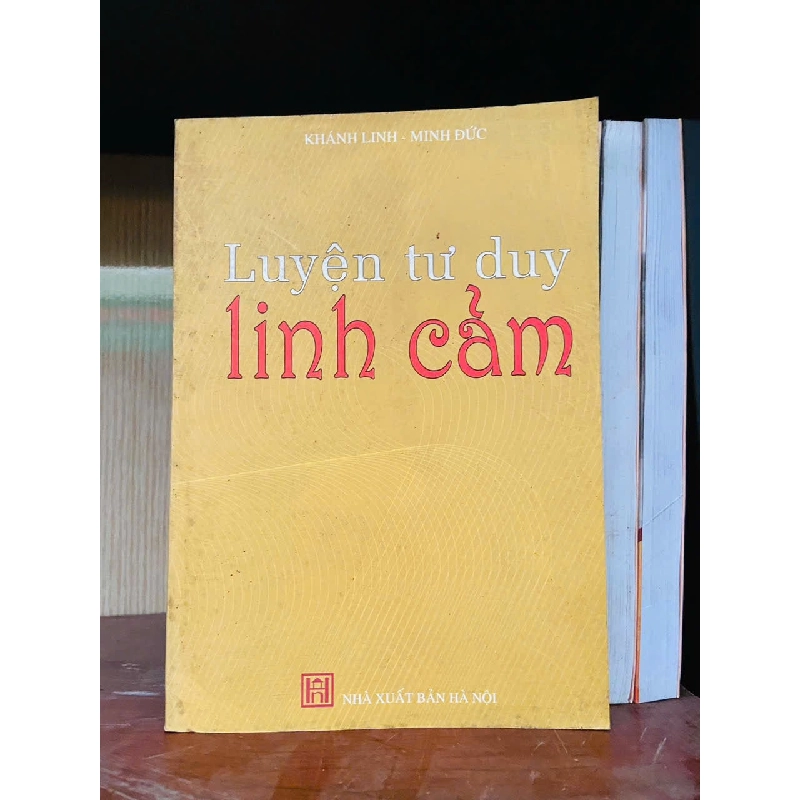 KHÁNH LINH - MINH ĐỨC
Luyện tư duy
linh cảm
NHÀ XUẤT BẢN HÀ NỘI